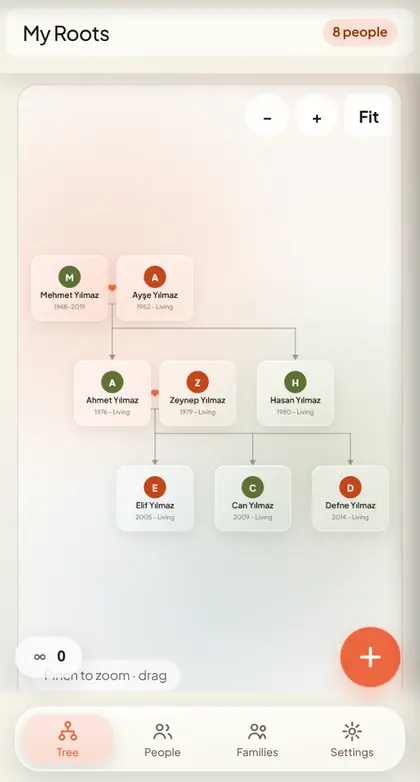 My Roots
8 people
– + Fit
M A
Mehmet Yılmaz Ayşe Yılmaz
1948-2019 1952 - Living
A Z H
Ahmet Yılmaz Zeynep Yılmaz Hasan Yılmaz
1976 - Living 1979 - Living 1980 - Living
E C D
Elif Yılmaz Can Yılmaz Defne Yılmaz
2005 - Living 2009 - Living 2014 - Living
∞ 0
Pinch to zoom · drag
+
Tree People Families Settings